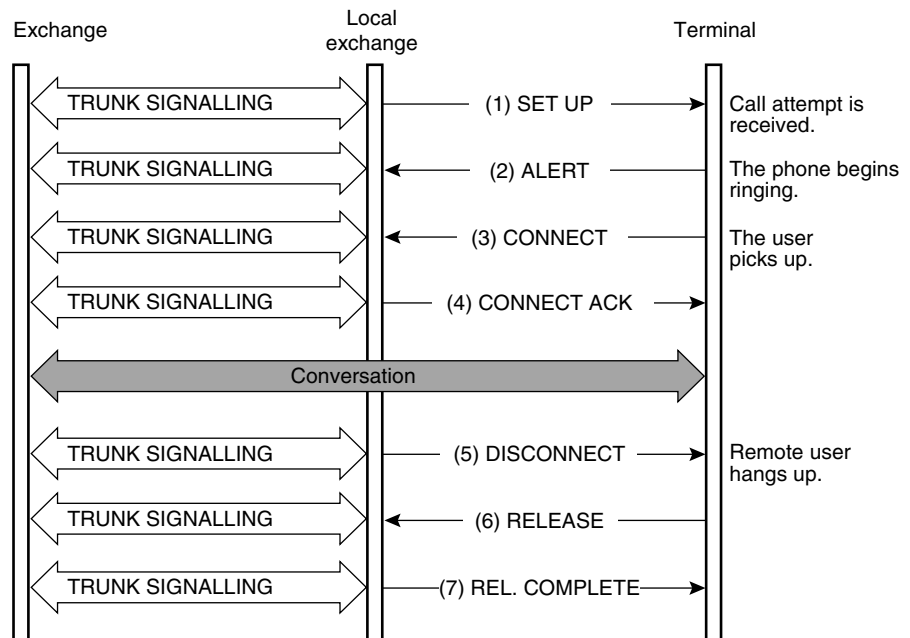 Exchange
Local
exchange
Terminal
TRUNK SIGNALLING
(1) SET UP
Call attempt is
received.
TRUNK SIGNALLING
(2) ALERT
The phone begins
ringing.
TRUNK SIGNALLING
(3) CONNECT
The user
picks up.
TRUNK SIGNALLING
(4) CONNECT ACK
Conversation
TRUNK SIGNALLING
(5) DISCONNECT
Remote user
hangs up.
TRUNK SIGNALLING
(6) RELEASE
TRUNK SIGNALLING
(7) REL. COMPLETE